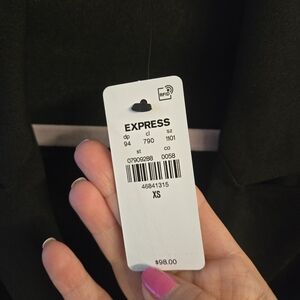 RFID
EXPRESS
dp cl sz
94 790 1101
st co
07909288 0058
46841315
XS
$98.00